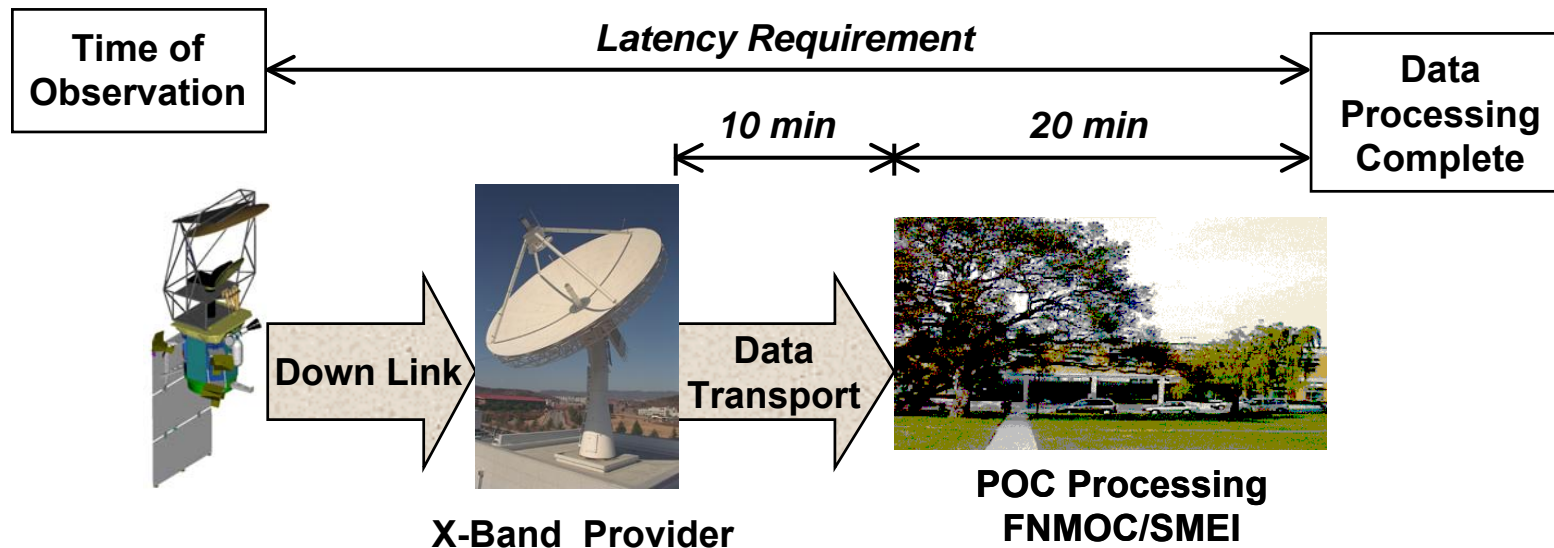 Time of
Observation
Latency Requirement
Data
Processing
Complete
10 min
20 min
Down Link
Data
Transport
X-Band Provider
POC Processing
FNMOC/SMEI